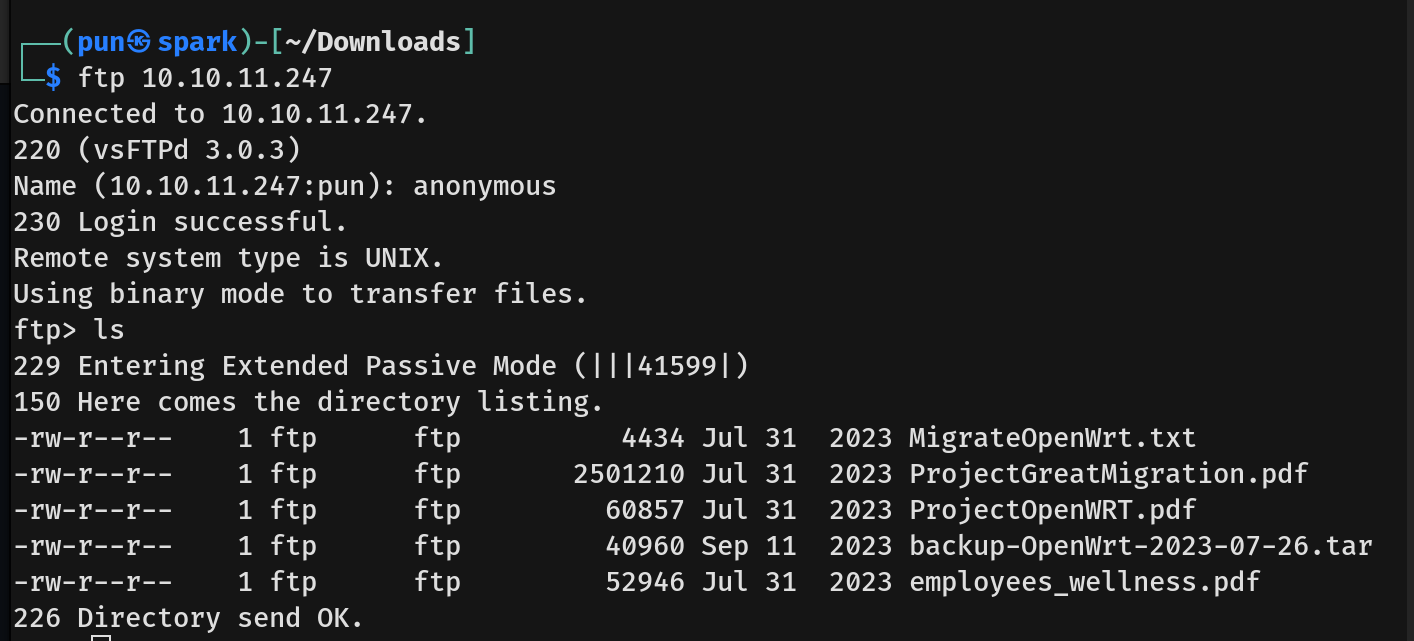 ┌──(pun㉿spark)-[~/Downloads]
└─$ ftp 10.10.11.247
Connected to 10.10.11.247.
220 (vsFTPd 3.0.3)
Name (10.10.11.247:pun): anonymous
230 Login successful.
Remote system type is UNIX.
Using binary mode to transfer files.
ftp> ls
229 Entering Extended Passive Mode (|||41599|)
150 Here comes the directory listing.
-rw-r--r--    1 ftp      ftp          4434 Jul 31  2023 MigrateOpenWrt.txt
-rw-r--r--    1 ftp      ftp       2501210 Jul 31  2023 ProjectGreatMigration.pdf
-rw-r--r--    1 ftp      ftp         60857 Jul 31  2023 ProjectOpenWRT.pdf
-rw-r--r--    1 ftp      ftp         40960 Sep 11  2023 backup-OpenWrt-2023-07-26.tar
-rw-r--r--    1 ftp      ftp         52946 Jul 31  2023 employees_wellness.pdf
226 Directory send OK.